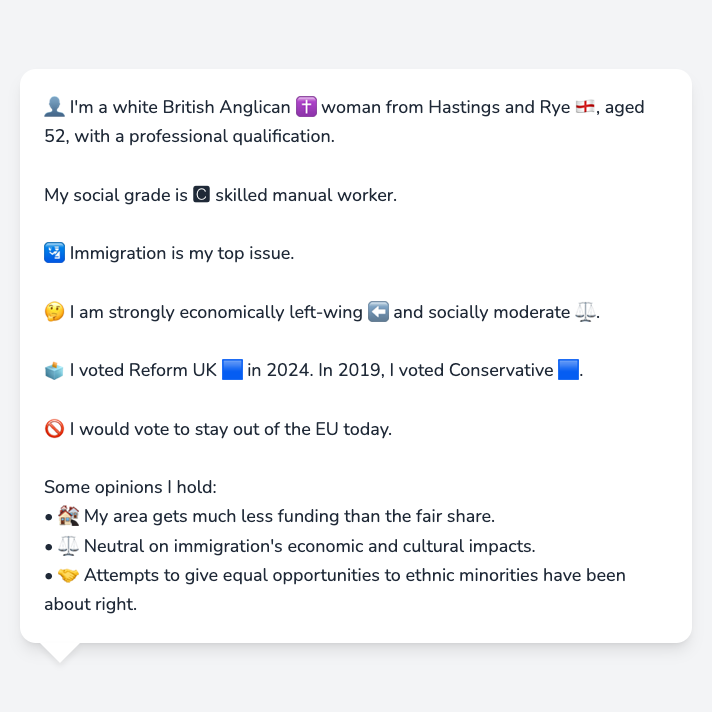 👤 I'm a white British Anglican ✝️ woman from Hastings and Rye 🏴󠁧󠁢󠁥󠁮󠁧󠁿, aged
52, with a professional qualification.
My social grade is 🅲 skilled manual worker.
🛂 Immigration is my top issue.
🤔 I am strongly economically left-wing ⬅️ and socially moderate ⚖️.
🗳️ I voted Reform UK 🟦 in 2024. In 2019, I voted Conservative 🟦.
🚫 I would vote to stay out of the EU today.
Some opinions I hold:
• 🏘️ My area gets much less funding than the fair share.
• ⚖️ Neutral on immigration's economic and cultural impacts.
• 🤝 Attempts to give equal opportunities to ethnic minorities have been
about right.